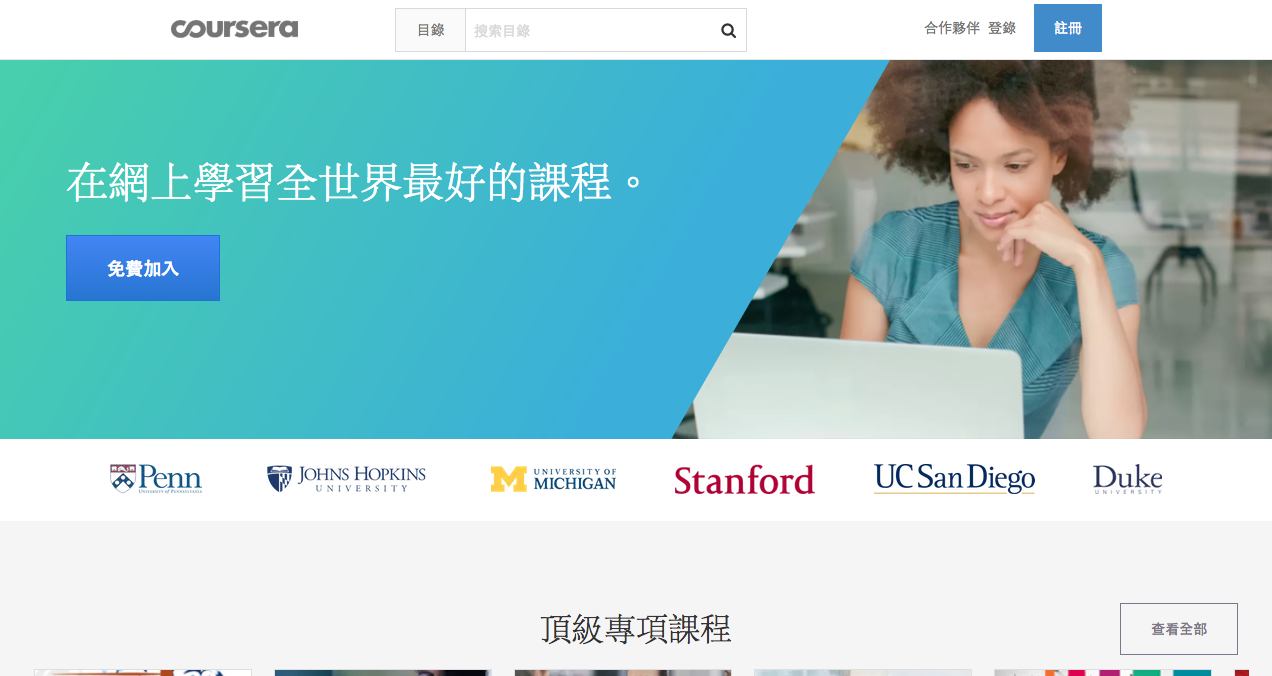 coursera
目錄
搜索目錄
合作夥伴 登錄
註冊
在網上學習全世界最好的課程。
免費加入
Penn
UNIVERSITY of PENNSYLVANIA
JOHNS HOPKINS
UNIVERSITY
M
UNIVERSITY OF
MICHIGAN
Stanford
UC San Diego
Duke
UNIVERSITY
頂級專項課程
查看全部